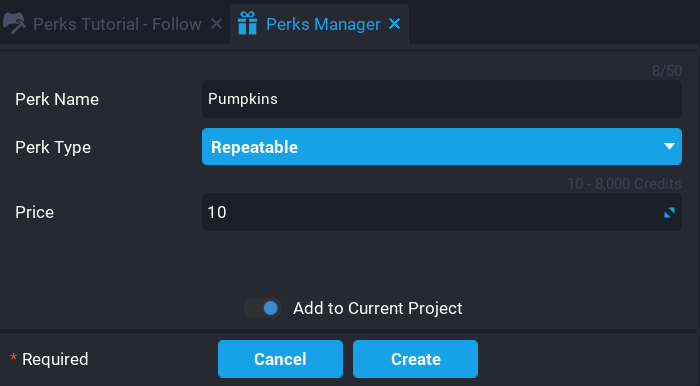 Perks Tutorial - Follow
Perks Manager
8/50
Perk Name
Pumpkins
Perk Type
Repeatable
10 - 8,000 Credits
Price
10
Add to Current Project
* Required
Cancel
Create